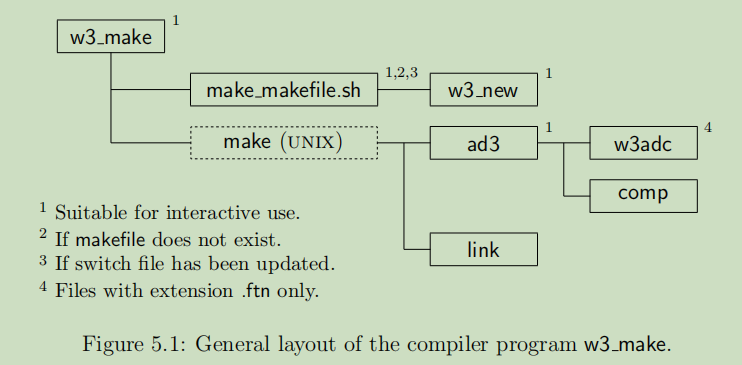 w3_make 1
make_makefile.sh 1,2,3 w3_new 1
make (UNIX) ad3 1 w3adc 4
comp
link
1 Suitable for interactive use.
2 If makefile does not exist.
3 If switch file has been updated.
4 Files with extension .ftn only.
Figure 5.1: General layout of the compiler program w3_make.